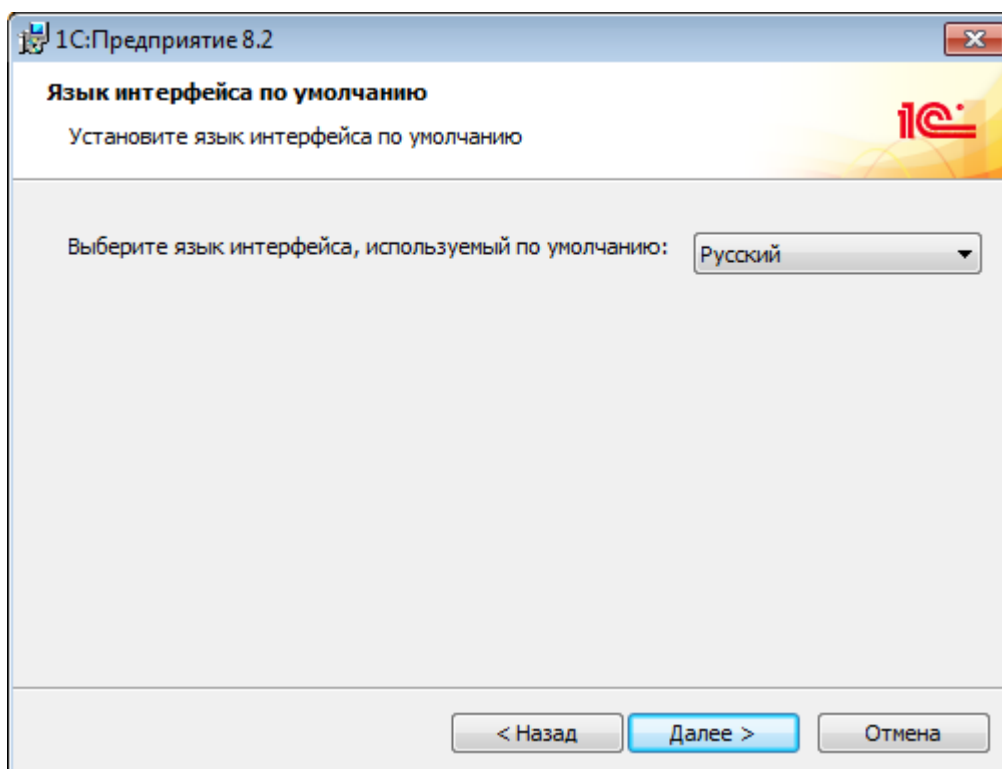 1С:Предприятие 8.2
Язык интерфейса по умолчанию
Установите язык интерфейса по умолчанию
1С
Выберите язык интерфейса, используемый по умолчанию:
Русский
< Назад
Далее >
Отмена